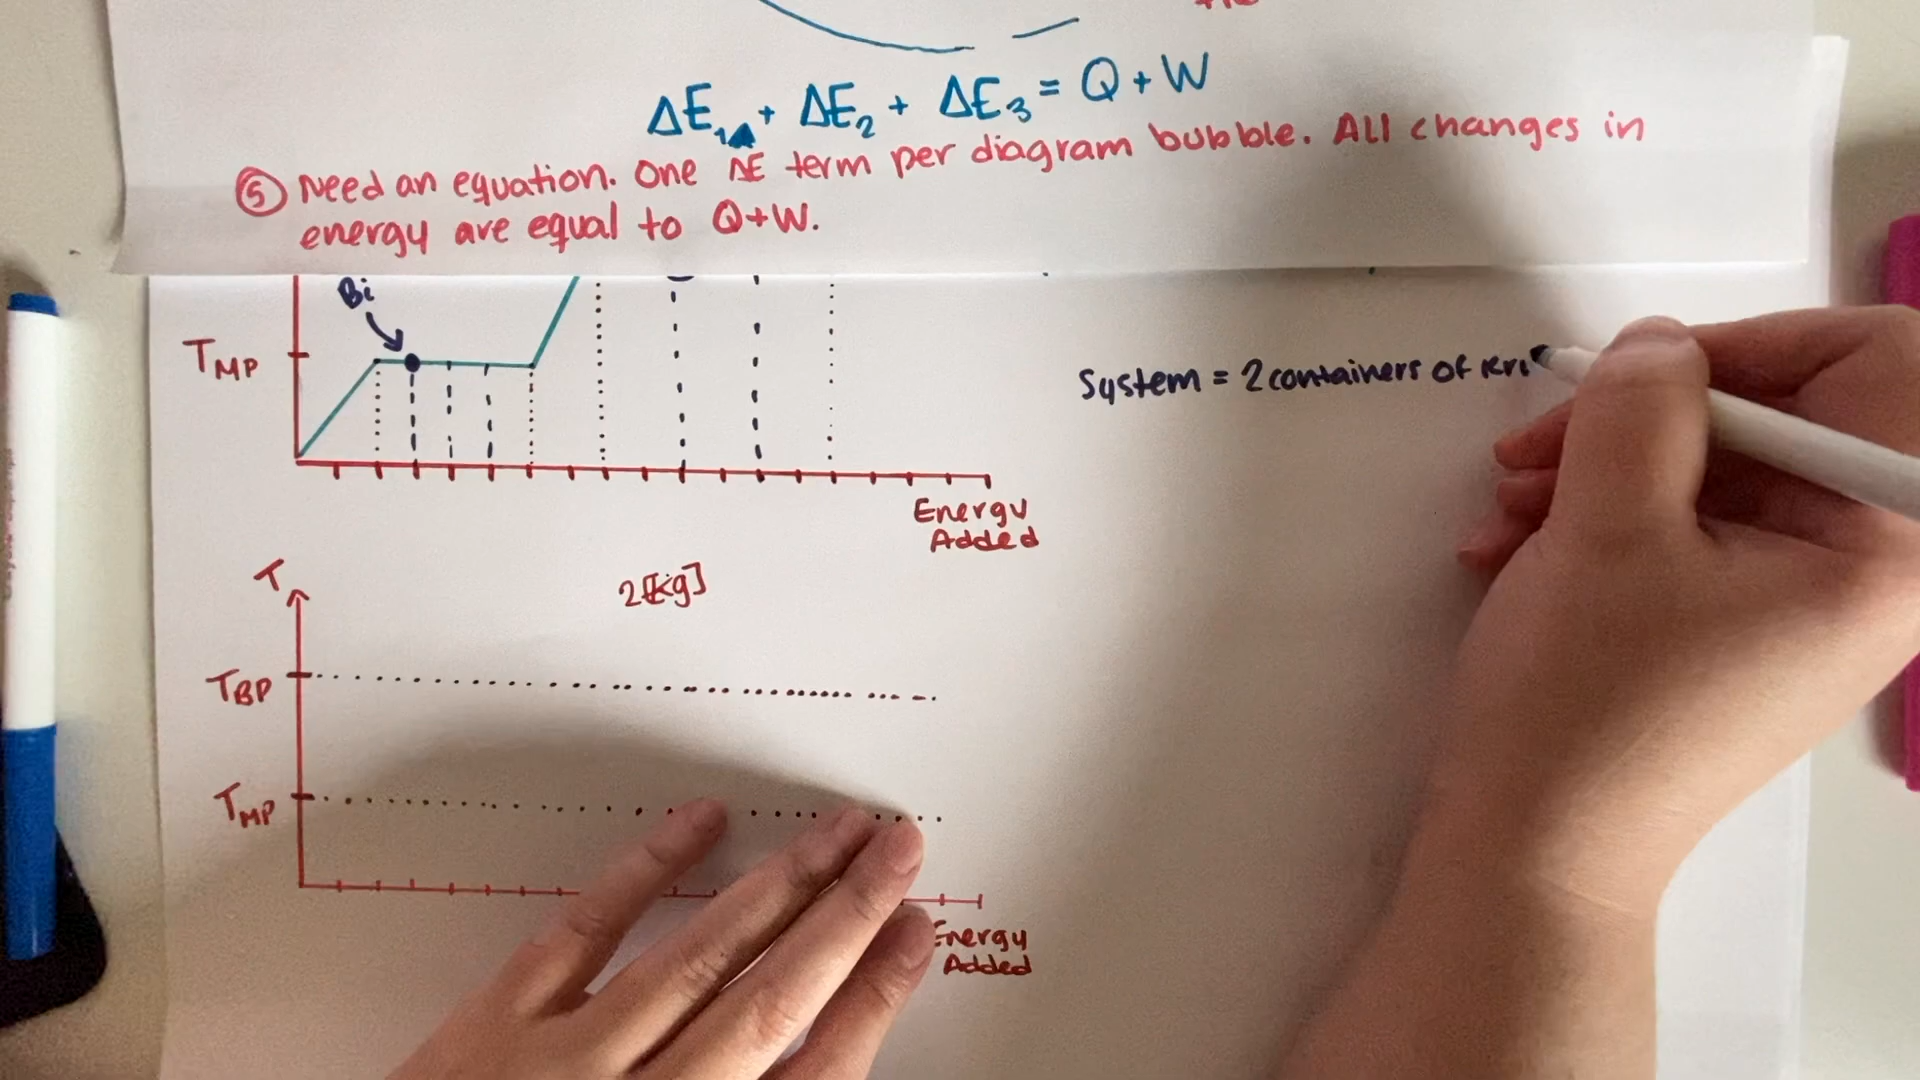 ΔE₁ + ΔE₂ + ΔE₃ = Q + W
⑤ Need an equation. One ΔE term per diagram bubble. All changes in
energy are equal to Q+W.
Bi
TMP
System = 2 containers of
Energy
Added
T
2[kg]
TBP
TMP
Energy
Added